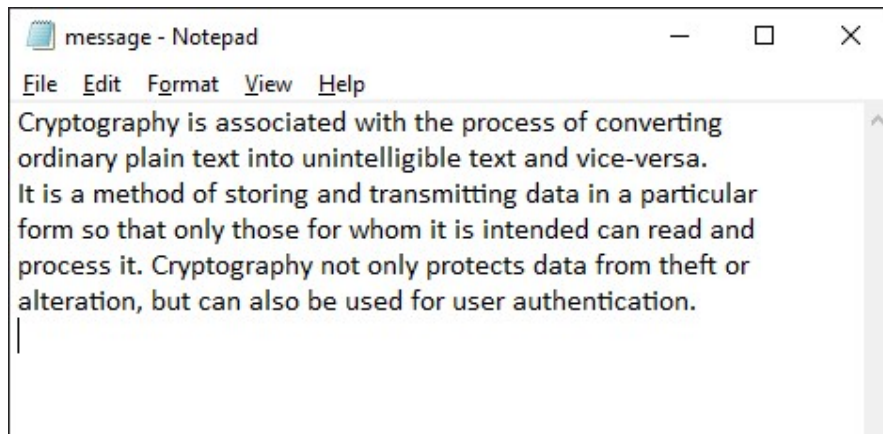 message - Notepad
File Edit Format View Help
Cryptography is associated with the process of converting
ordinary plain text into unintelligible text and vice-versa.
It is a method of storing and transmitting data in a particular
form so that only those for whom it is intended can read and
process it. Cryptography not only protects data from theft or
alteration, but can also be used for user authentication.